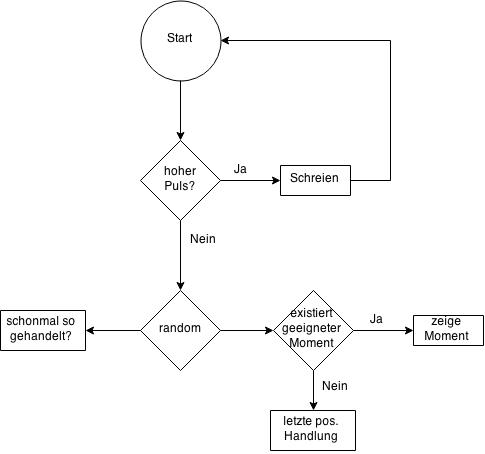 Start
hoher
Puls?
Ja
Schreien
Nein
schonmal so
gehandelt?
random
existiert
geeigneter
Moment
Ja
zeige
Moment
Nein
letzte pos.
Handlung